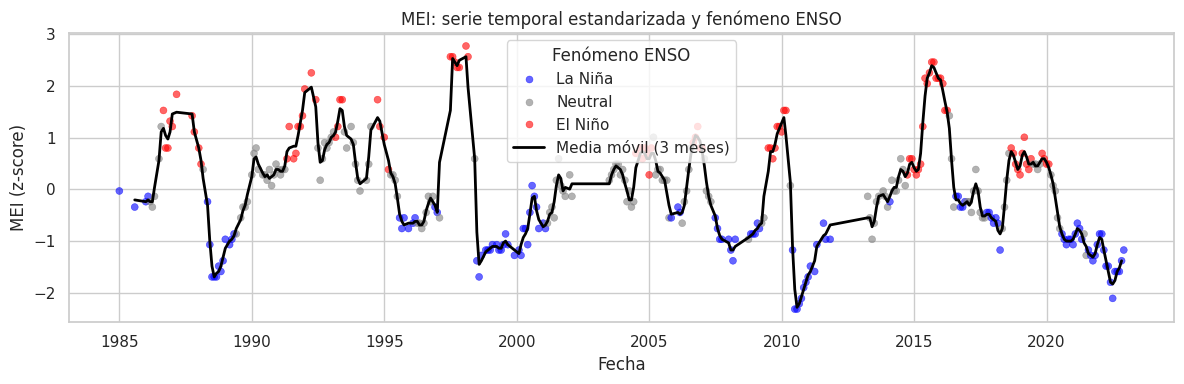 MEI: serie temporal estandarizada y fenómeno ENSO
MEI (z-score)
3
2
1
0
−1
−2
Fenómeno ENSO
La Niña
Neutral
El Niño
Media móvil (3 meses)
1985
1990
1995
2000
2005
2010
2015
2020
Fecha